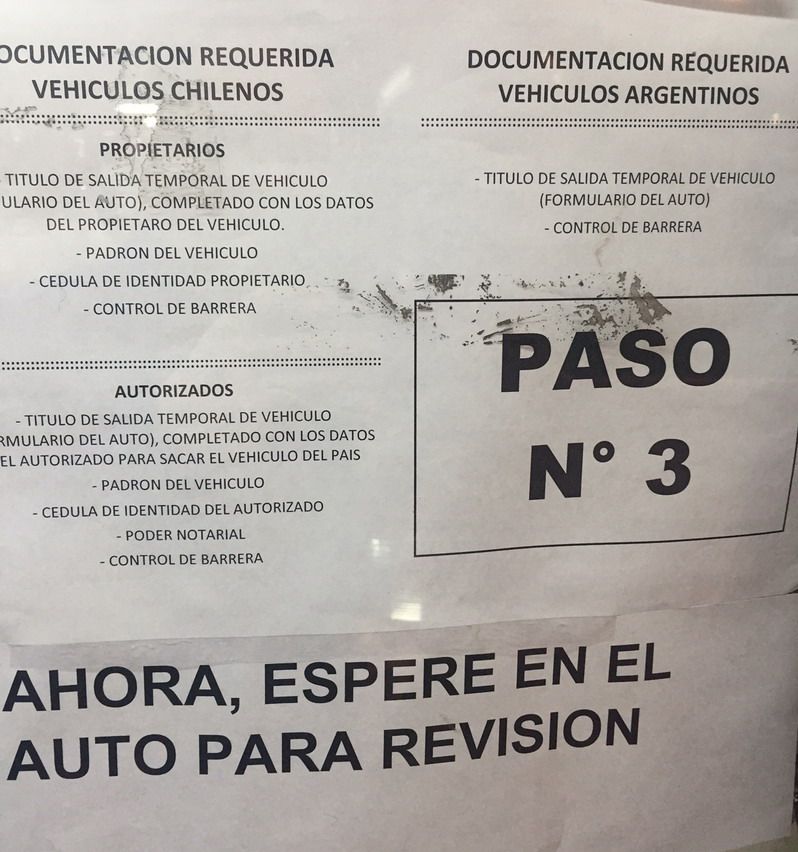 OCUMENTACION REQUERIDA
VEHICULOS CHILENOS
PROPIETARIOS
- TITULO DE SALIDA TEMPORAL DE VEHICULO
ULARIO DEL AUTO), COMPLETADO CON LOS DATOS
DEL PROPIETARO DEL VEHICULO.
- PADRON DEL VEHICULO
- CEDULA DE IDENTIDAD PROPIETARIO
- CONTROL DE BARRERA
AUTORIZADOS
- TITULO DE SALIDA TEMPORAL DE VEHICULO
RMULARIO DEL AUTO), COMPLETADO CON LOS DATOS
EL AUTORIZADO PARA SACAR EL VEHICULO DEL PAIS
- PADRON DEL VEHICULO
- CEDULA DE IDENTIDAD DEL AUTORIZADO
- PODER NOTARIAL
- CONTROL DE BARRERA
DOCUMENTACION REQUERIDA
VEHICULOS ARGENTINOS
- TITULO DE SALIDA TEMPORAL DE VEHICULO
(FORMULARIO DEL AUTO)
- CONTROL DE BARRERA
PASO
N° 3
AHORA, ESPERE EN EL
AUTO PARA REVISION